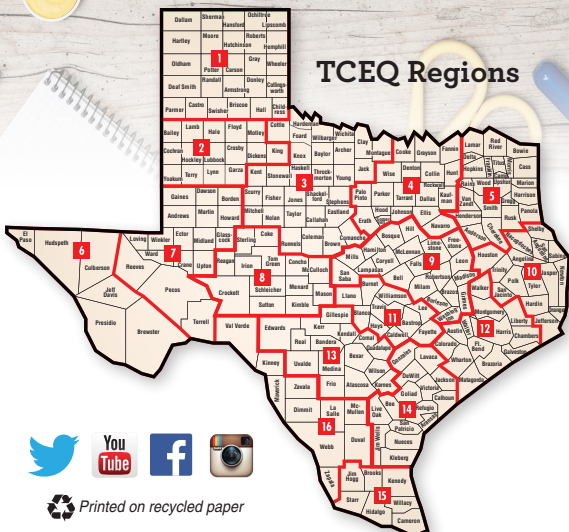 TCEQ Regions
Dallam Sherman Hansford Ochiltree Lipscomb
Hartley Moore Hutchinson Roberts Hemphill
1
Oldham Potter Carson Gray Wheeler
Deaf Smith Randall Armstrong Donley Collingsworth
Parmer Castro Swisher Briscoe Hall Childress
Bailey Lamb Hale Floyd Motley Cottle Hardeman
2
Foard Wilbarger Wichita Clay
Cochran Hockley Lubbock Crosby Dickens King Knox Baylor Archer Montague Cooke Grayson Fannin Lamar Red River Bowie
Yoakum Terry Lynn Garza Kent Stonewall Haskell Throckmorton Young Jack Wise Denton Collin Hunt Delta Hopkins Franklin Titus Morris Cass
3
4
5
Gaines Dawson Borden Scurry Fisher Jones Shackelford Stephens Palo Pinto Parker Tarrant Dallas Rockwall Kaufman Rains Wood Upshur Marion Harrison
Andrews Martin Howard Mitchell Nolan Taylor Callahan Eastland Erath Hood Johnson Ellis Van Zandt Smith Gregg Rusk Panola
Henderson Navarro Hill Bosque Comanche Brown Coleman Runnels Coke Sterling
El Paso Hudspeth Culberson Loving Winkler Ector Midland Glasscock
6
7
Ward Crane Upton Reagan Irion Tom Green Concho McCulloch San Saba Mills Hamilton Coryell McLennan Limestone Freestone Anderson Cherokee Shelby
8
9
10
Reeves Jeff Davis Pecos Crockett Schleicher Menard Mason Llano Burnet Lampasas Bell Falls Robertson Leon Houston Angelina Jasper Newton
Presidio Brewster Terrell Val Verde Sutton Kimble Gillespie Blanco Williamson Milam Brazos Madison Trinity Polk Tyler Walker Grimes San Jacinto Hardin Orange
11
12
Edwards Kerr Kendall Hays Travis Bastrop Lee Burleson Washington Montgomery Liberty Jefferson
Real Bandera Comal Caldwell Fayette Austin Harris Chambers
13
Kinney Uvalde Medina Bexar Guadalupe Gonzales Colorado Ft. Bend Galveston
Maverick Zavala Frio Atascosa Wilson Karnes DeWitt Lavaca Wharton Brazoria
Dimmit La Salle McMullen Live Oak Bee Goliad Victoria Jackson Matagorda
14
16
Refugio Calhoun
San Patricio
Webb Duval Jim Wells Nueces
Kleberg
Zapata Jim Hogg Brooks Kenedy
15
Starr Hidalgo Willacy
Cameron
You
Tube
f
Printed on recycled paper